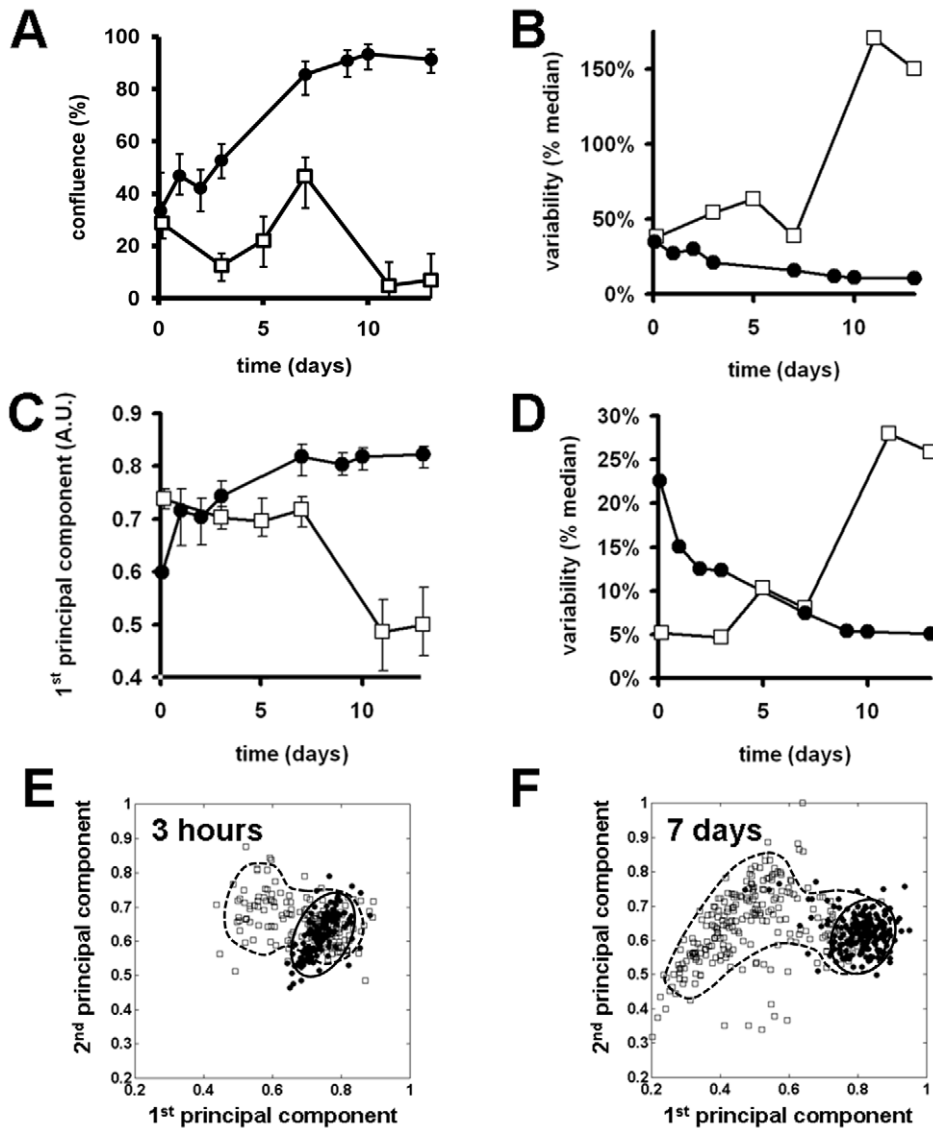 A
100
80
60
40
20
0
confluence (%)
0 5 10
time (days)
B
150%
100%
50%
0%
variability (% median)
0 5 10
time (days)
C
0.9
0.8
0.7
0.6
0.5
0.4
1st principal component (A.U.)
0 5 10
time (days)
D
30%
25%
20%
15%
10%
5%
0%
variability (% median)
0 5 10
time (days)
E
3 hours
1
0.9
0.8
0.7
0.6
0.5
0.4
0.3
0.2
2nd principal component
0.2 0.4 0.6 0.8 1
1st principal component
F
7 days
1
0.9
0.8
0.7
0.6
0.5
0.4
0.3
0.2
2nd principal component
0.2 0.4 0.6 0.8 1
1st principal component